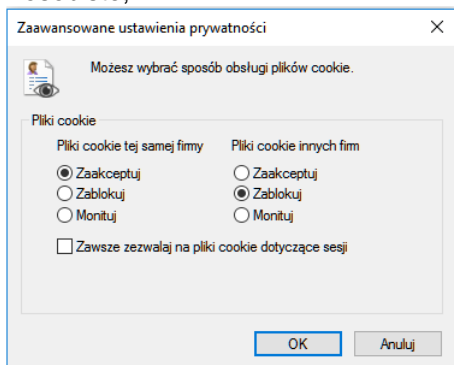 Zaawansowane ustawienia prywatności
Możesz wybrać sposób obsługi plików cookie.
Pliki cookie
Pliki cookie tej samej firmy Pliki cookie innych firm
Zaakceptuj Zaakceptuj
Zablokuj Zablokuj
Monituj Monituj
Zawsze zezwalaj na pliki cookie dotyczące sesji
OK Anuluj